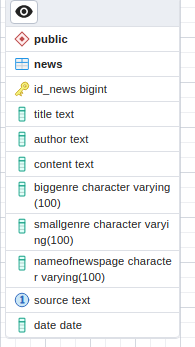 public
news
id_news bigint
title text
author text
content text
biggenre character varying
(100)
smallgenre character varyi
ng(100)
nameofnewspage characte
r varying(100)
1 source text
date date